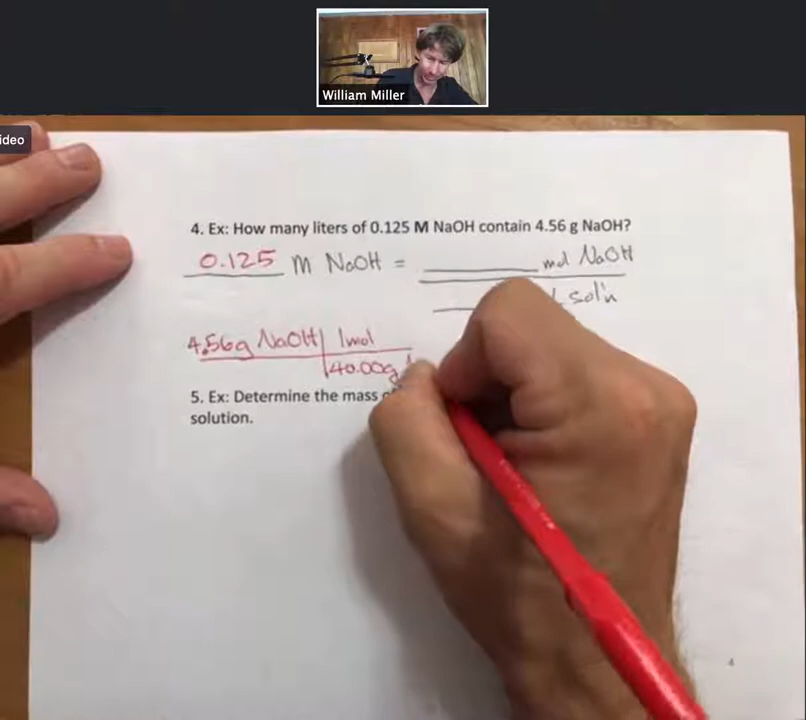 William Miller
ideo
4. Ex: How many liters of 0.125 M NaOH contain 4.56 g NaOH?
0.125 M NaOH = mol NaOH
L sol'n
4.56g NaOH 1mol
40.00g
5. Ex: Determine the mass
solution.
4